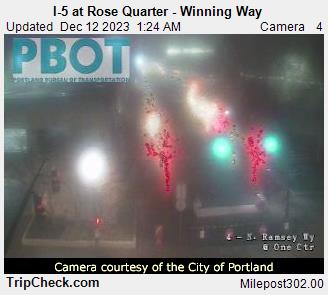 I-5 at Rose Quarter - Winning Way
Updated Dec 12 2023 1:24 AM Camera 4
PBOT
PORTLAND BUREAU OF TRANSPORTATION
4 - N. Ramsey Wy
@ One Ctr
Camera courtesy of the City of Portland
TripCheck.com Milepost302.00